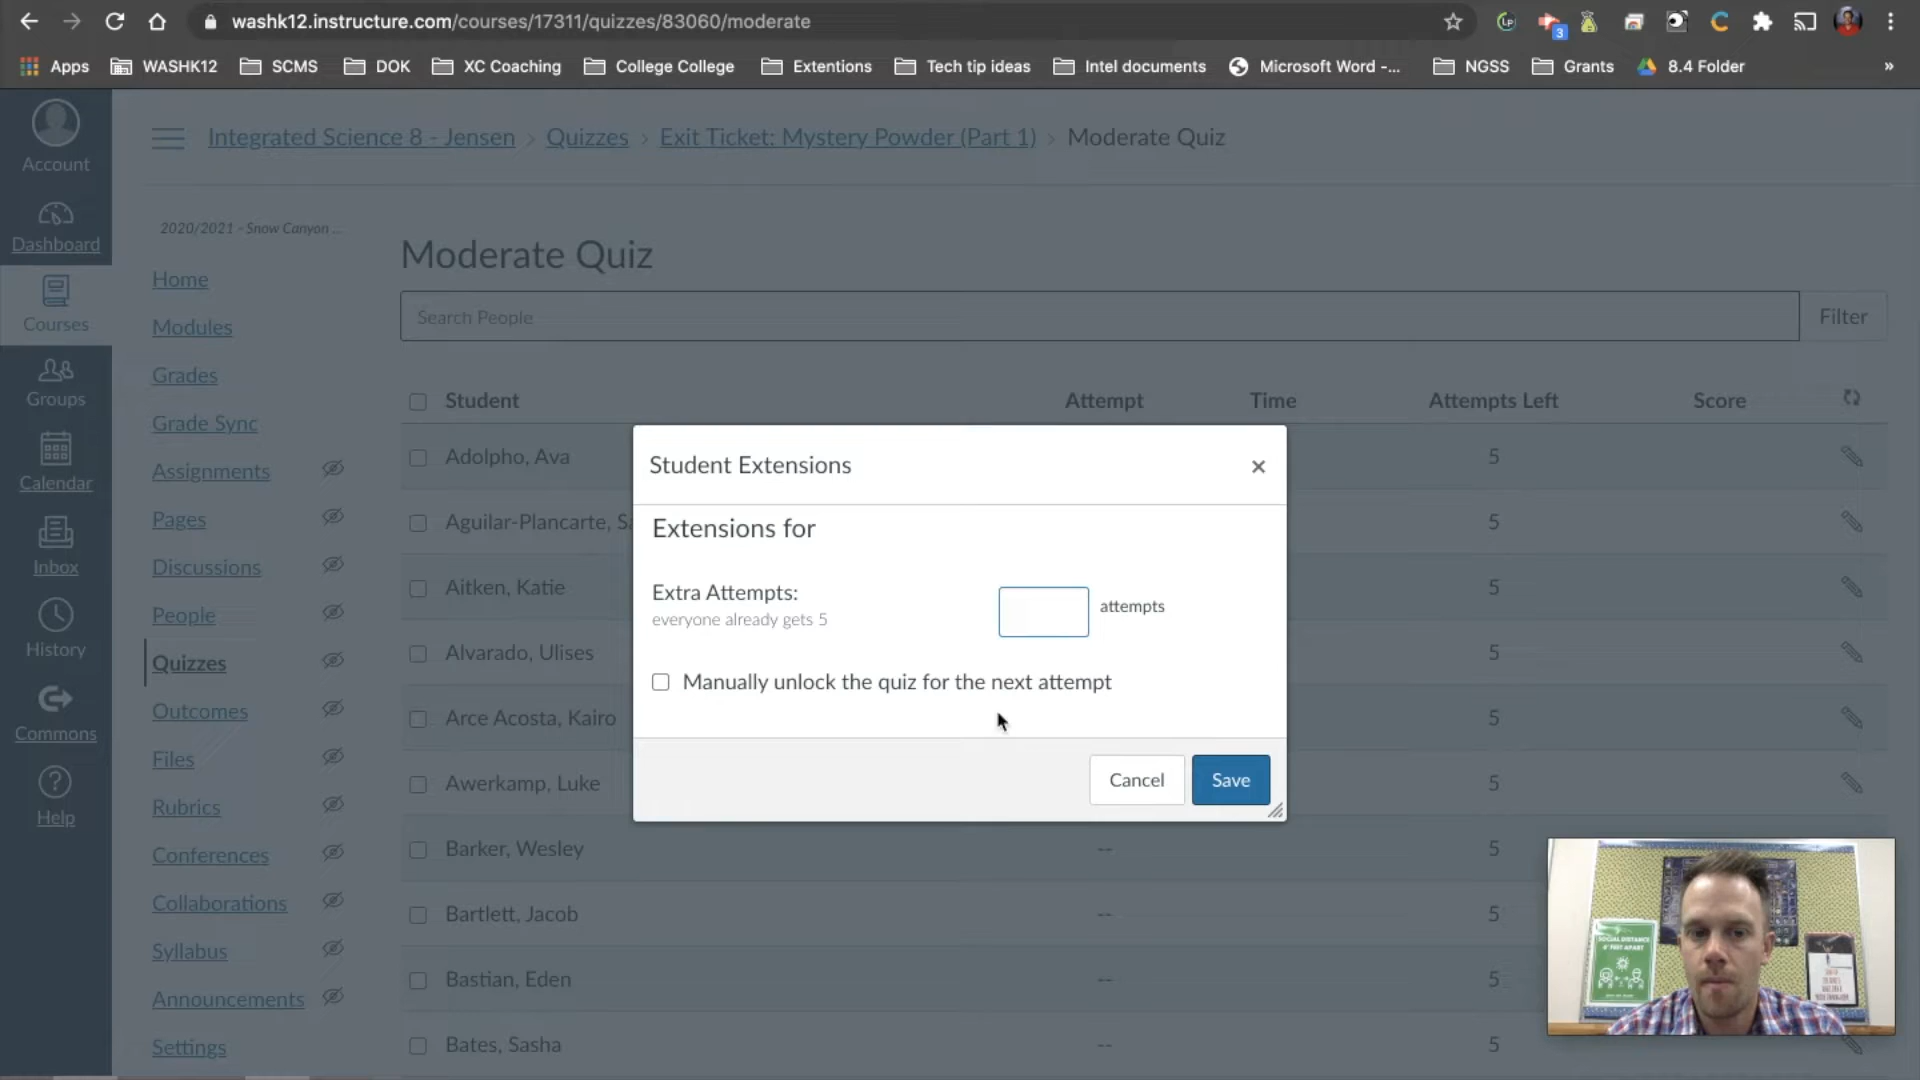 washk12.instructure.com/courses/17311/quizzes/83060/moderate
3
Apps WASHK12 SCMS DOK XC Coaching College College Extentions Tech tip ideas Intel documents Microsoft Word -... NGSS Grants 8.4 Folder »
Integrated Science 8 - Jensen › Quizzes › Exit Ticket: Mystery Powder (Part 1) › Moderate Quiz
Account
Dashboard
Courses
Groups
Calendar
Inbox
History
Commons
Help
2020/2021 - Snow Canyon ...
Home
Modules
Grades
Grade Sync
Assignments
Pages
Discussions
People
Quizzes
Outcomes
Files
Rubrics
Conferences
Collaborations
Syllabus
Announcements
Settings
Moderate Quiz
Search People Filter
Student Attempt Time Attempts Left Score
Adolpho, Ava 5
Aguilar-Plancarte, 5
Aitken, Katie 5
Alvarado, Ulises 5
Arce Acosta, Kairo 5
Awerkamp, Luke 5
Barker, Wesley -- 5
Bartlett, Jacob -- 5
Bastian, Eden -- 5
Bates, Sasha -- 5
Student Extensions ×
Extensions for
Extra Attempts:
everyone already gets 5
attempts
Manually unlock the quiz for the next attempt
Cancel Save
SOCIAL DISTANCE
6' FEET APART